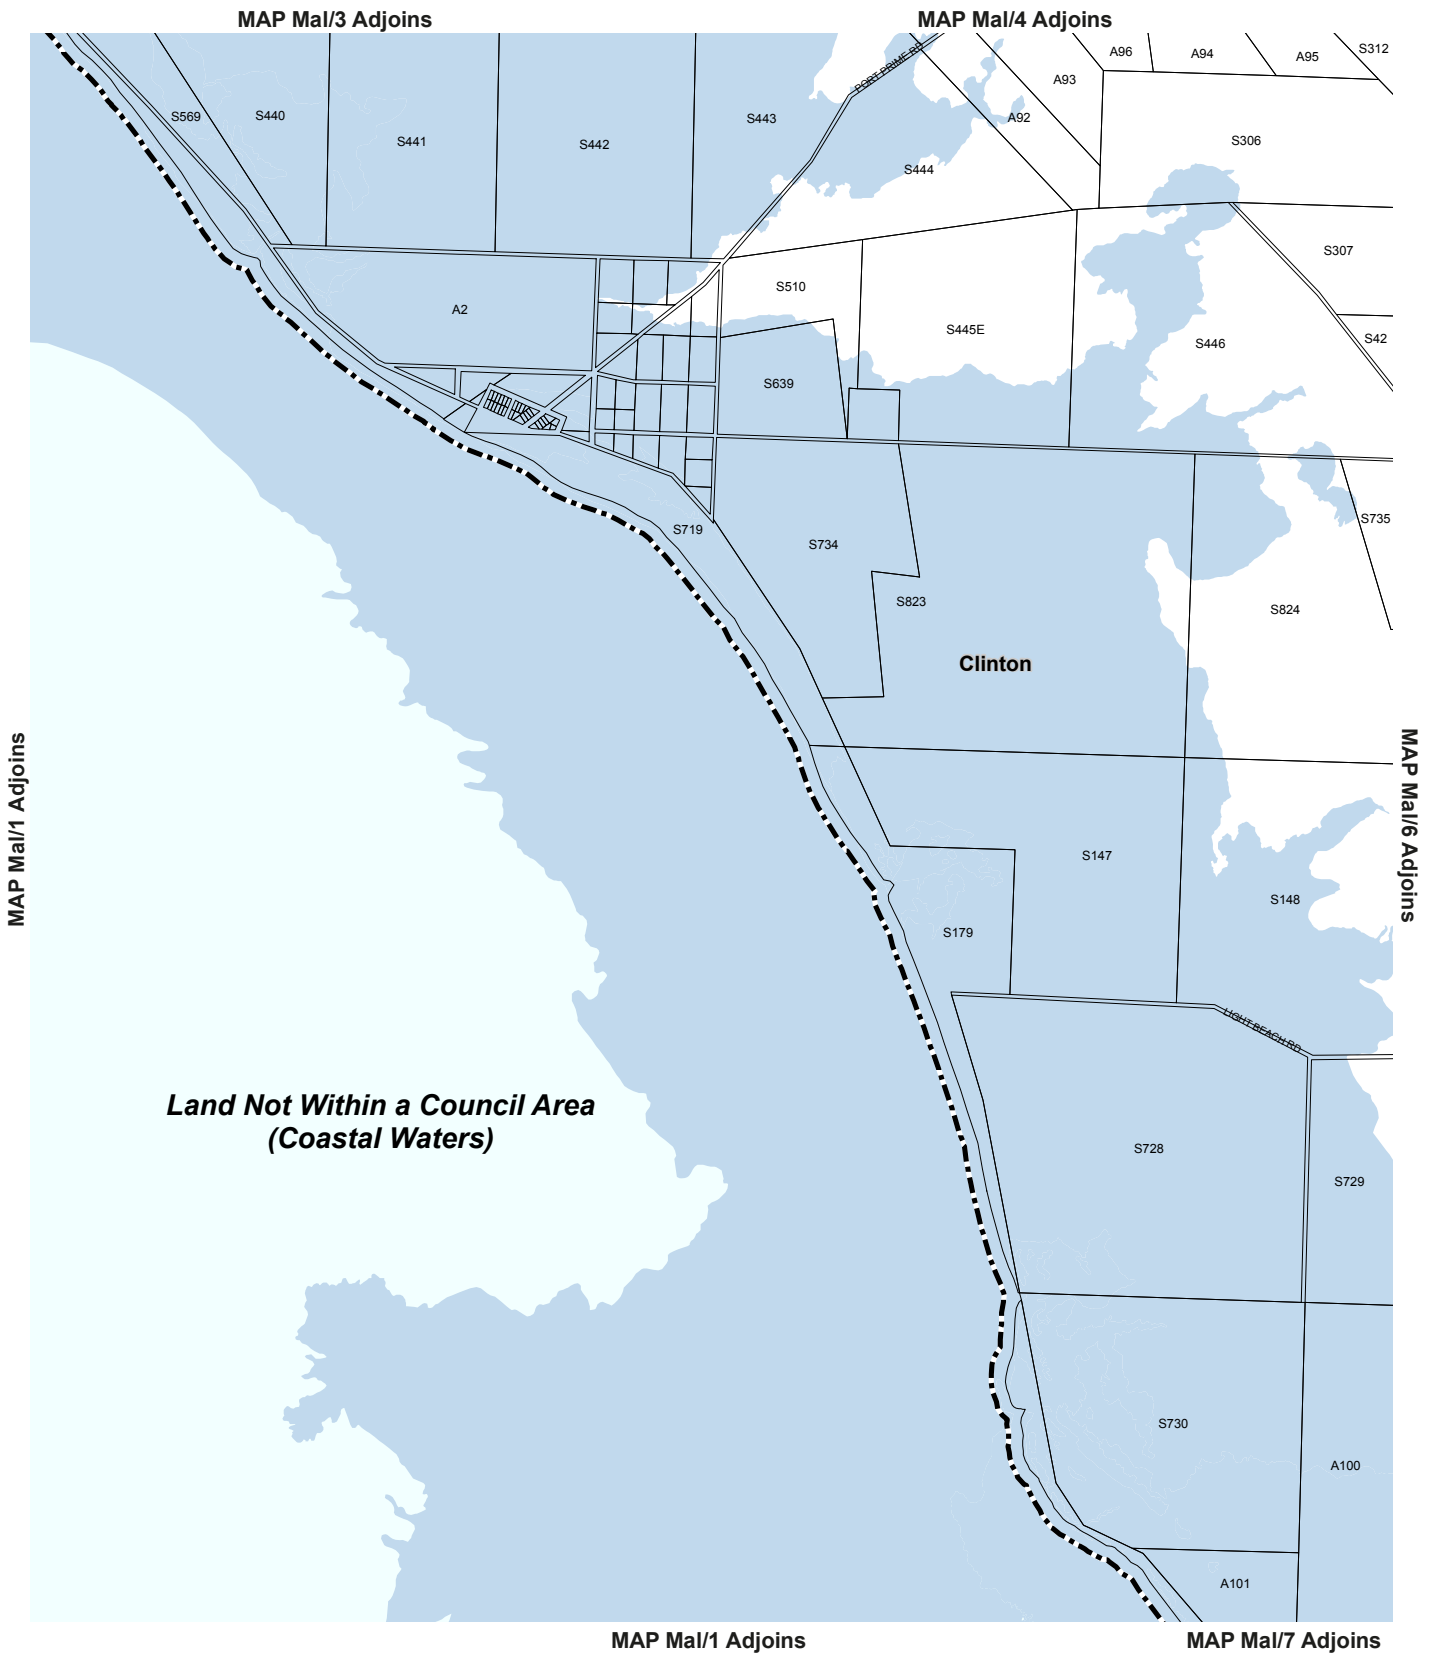 MAP Mal/3 Adjoins
MAP Mal/4 Adjoins
PORT PRIME RD
A96
A94
A95
S312
A93
S569
S440
S441
S442
S443
A92
S306
S444
S307
A2
S510
S445E
S446
S42
S639
S719
S734
S735
S823
S824
Clinton
MAP Mal/1 Adjoins
MAP Mal/6 Adjoins
S147
S148
S179
LIGHT BEACH RD
Land Not Within a Council Area
(Coastal Waters)
S728
S729
S730
A100
A101
MAP Mal/1 Adjoins
MAP Mal/7 Adjoins